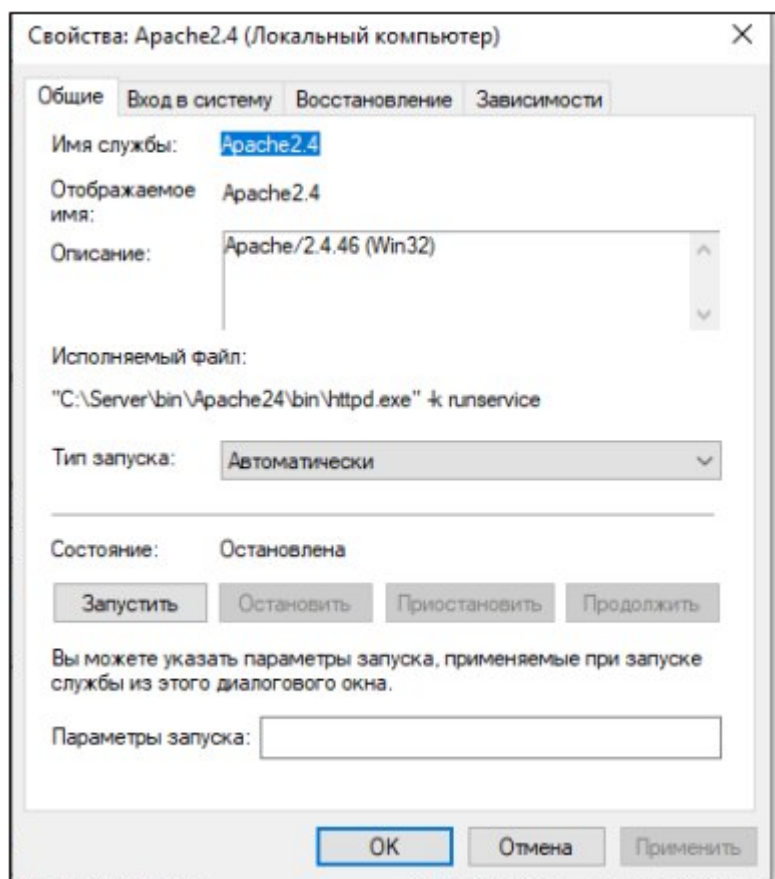 Свойства: Apache2.4 (Локальный компьютер)
Общие Вход в систему Восстановление Зависимости
Имя службы: Apache2.4
Отображаемое
имя: Apache2.4
Описание: Apache/2.4.46 (Win32)
Исполняемый файл:
"C:\Server\bin\Apache24\bin\httpd.exe" -k runservice
Тип запуска: Автоматически
Состояние: Остановлена
Запустить Остановить Приостановить Продолжить
Вы можете указать параметры запуска, применяемые при запуске
службы из этого диалогового окна.
Параметры запуска:
OK Отмена Применить